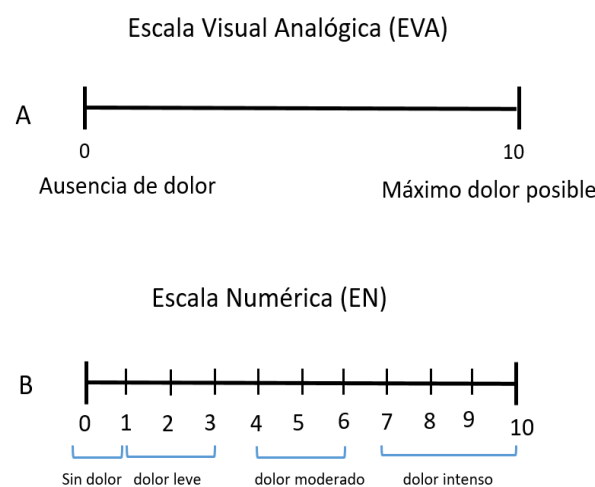 Escala Visual Analógica (EVA)
A
0 10
Ausencia de dolor Máximo dolor posible
Escala Numérica (EN)
B
0 1 2 3 4 5 6 7 8 9 10
Sin dolor dolor leve dolor moderado dolor intenso